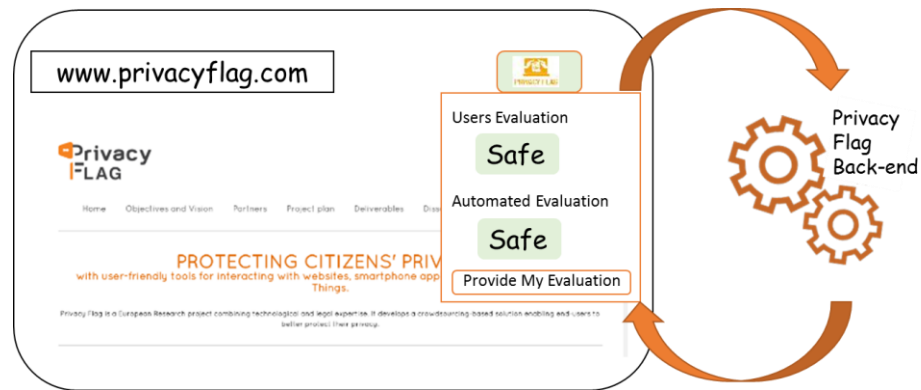 www.privacyflag.com
PRIVACY FLAG
Users Evaluation
Safe
Automated Evaluation
Safe
Provide My Evaluation
Privacy
FLAG
Home Objectives and Vision Partners Project plan Deliverables
PROTECTING CITIZENS' PRIV
with user-friendly tools for interacting with websites, smartphone app
Things.
Privacy Flag is a European Research project combining technological and legal expertise. It develops a crowdsourcing-based solution enabling end users to
better protect their privacy.
Privacy
Flag
Back-end